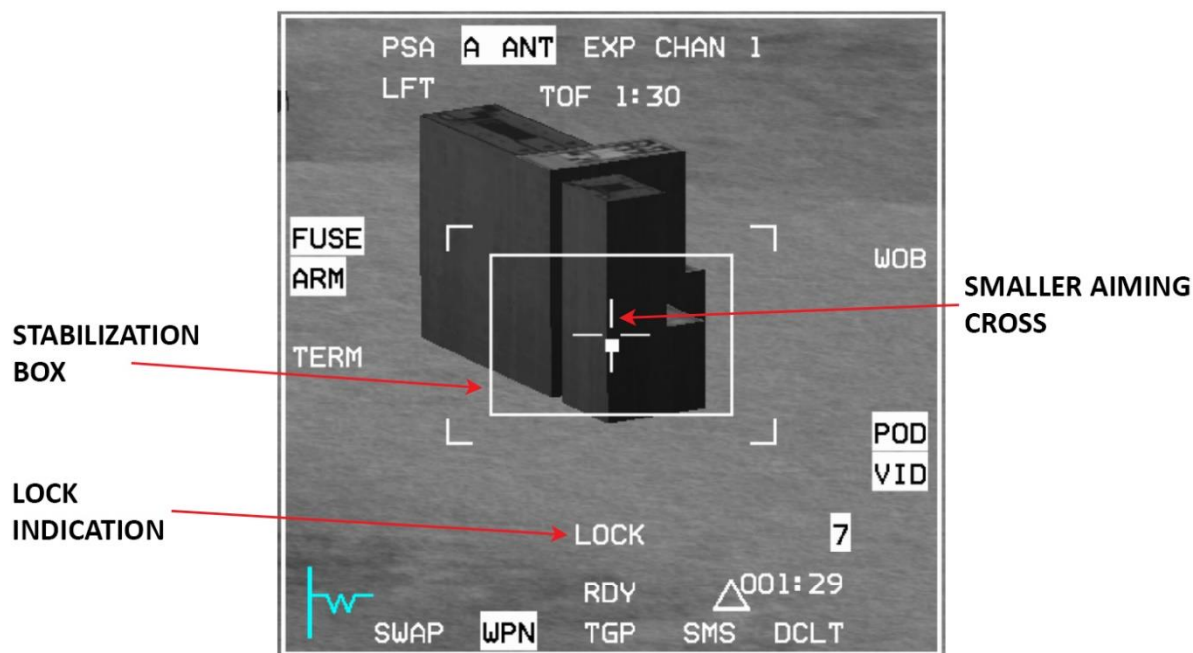 PSA A ANT EXP CHAN 1
LFT TOF 1:30
FUSE
ARM
WOB
SMALLER AIMING
CROSS
STABILIZATION
BOX
TERM
POD
VID
LOCK
INDICATION
LOCK 7
RDY 001:29
SWAP WPN TGP SMS DCLT